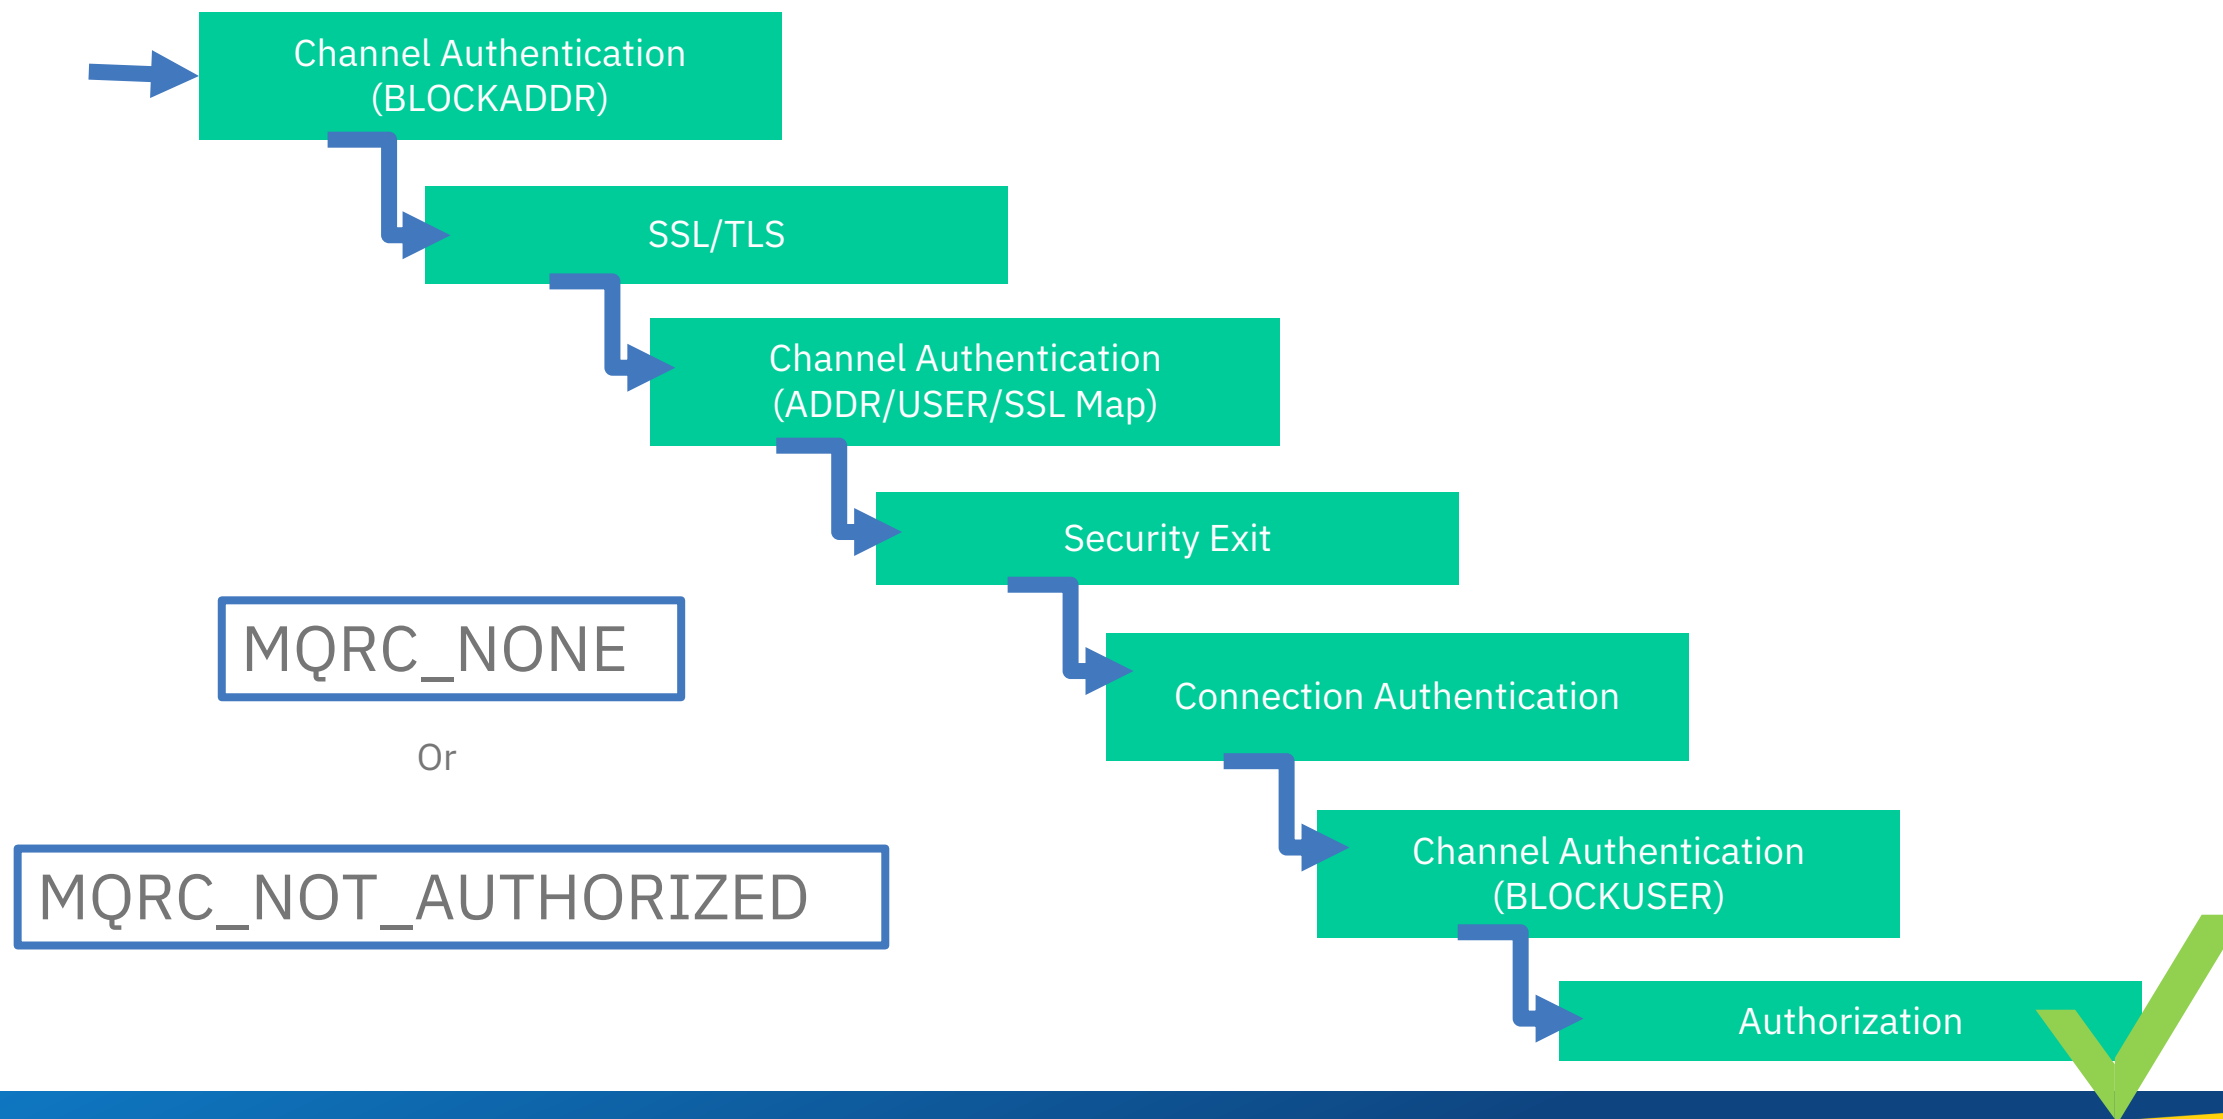 Channel Authentication
(BLOCKADDR)
SSL/TLS
Channel Authentication
(ADDR/USER/SSL Map)
Security Exit
MQRC_NONE
Connection Authentication
Or
Channel Authentication
(BLOCKUSER)
MQRC_NOT_AUTHORIZED
Authorization